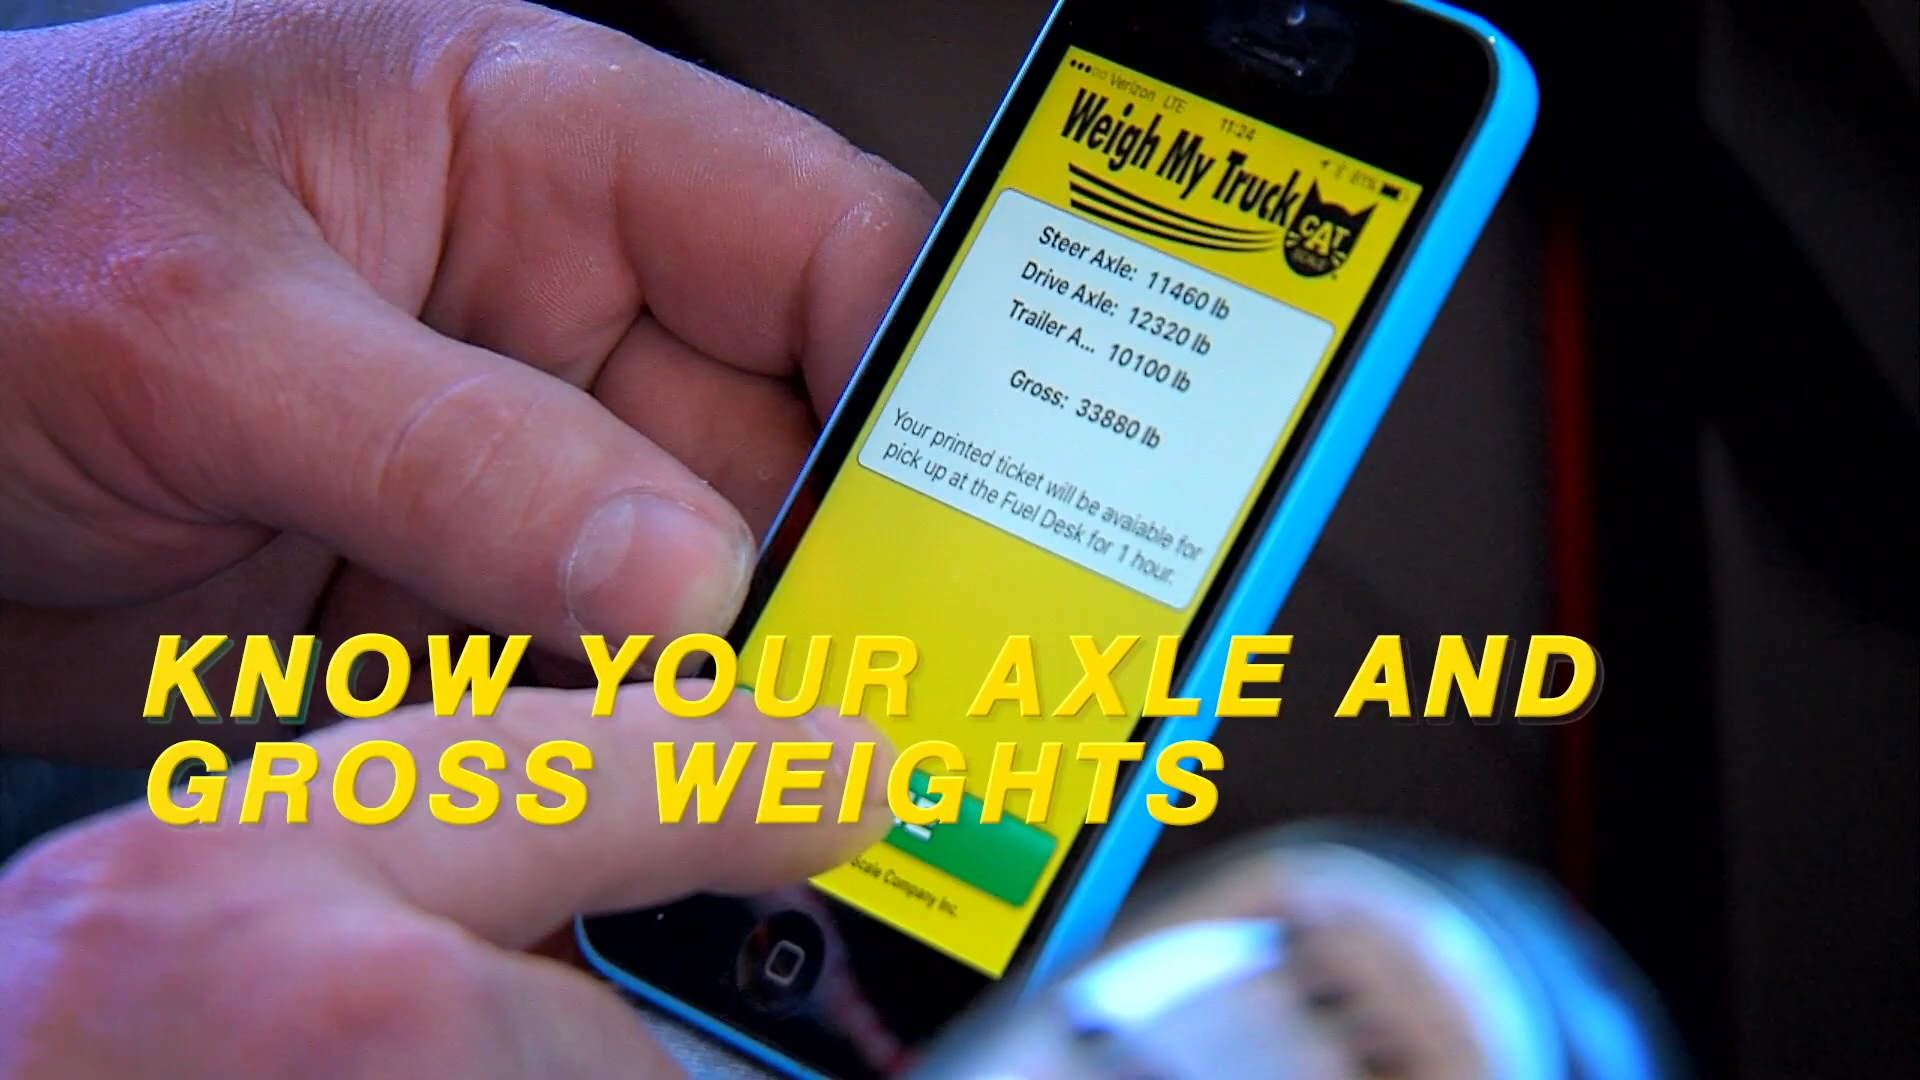 Verizon LTE 11:24 81%
Weigh My Truck
CAT
Steer Axle: 11460 lb
Drive Axle: 12320 lb
Trailer A... 10100 lb
Gross: 33880 lb
Your printed ticket will be avaiable for
pick up at the Fuel Desk for 1 hour.
KNOW YOUR AXLE AND
GROSS WEIGHTS
Scale Company Inc.